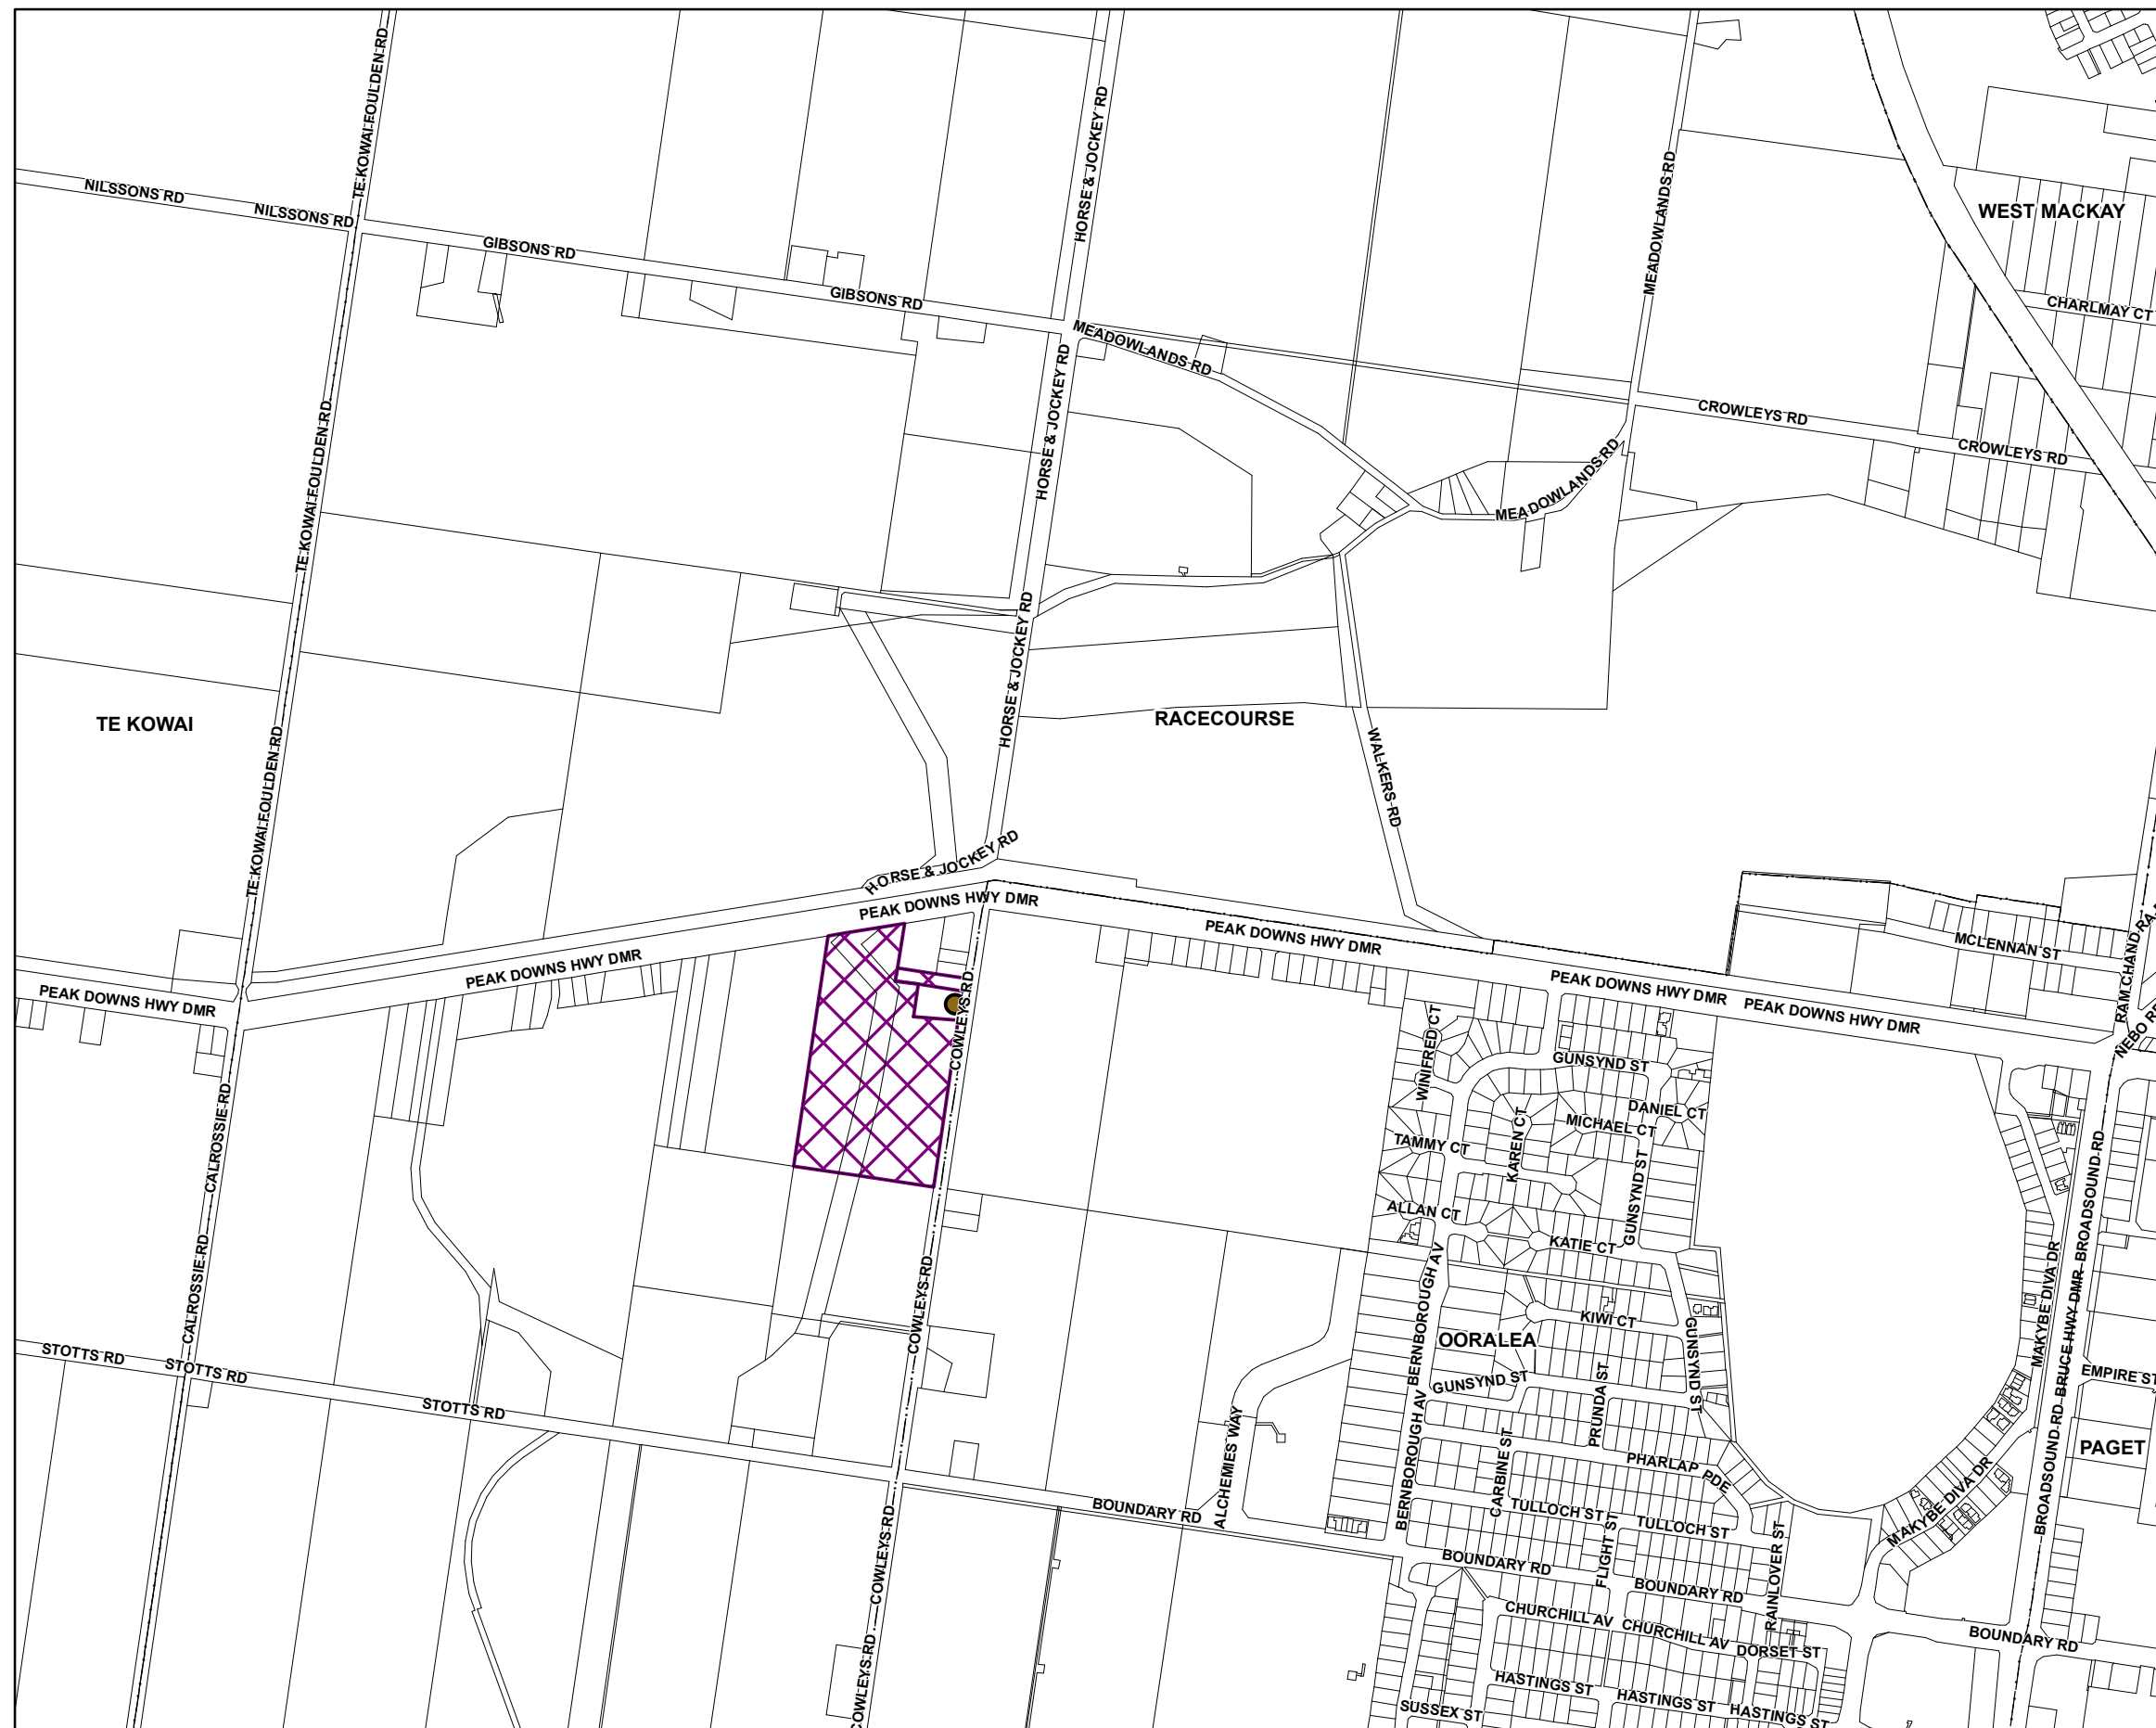 TE KOWAI FOULDEN RD
HORSE & JOCKEY RD
MEADOWLANDS RD
NILSSONS RD
NILSSONS RD
WEST MACKAY
GIBSONS RD
GIBSONS RD
CHARLMAY CT
MEADOWLANDS RD
HORSE & JOCKEY RD
TE KOWAI FOULDEN RD
CROWLEYS RD
CROWLEYS RD
MEADOWLANDS RD
HORSE & JOCKEY RD
TE KOWAI
RACECOURSE
WALKERS RD
TE KOWAI FOULDEN RD
HORSE & JOCKEY RD
PEAK DOWNS HWY DMR
PEAK DOWNS HWY DMR
MCLENNAN ST
PEAK DOWNS HWY DMR
PEAK DOWNS HWY DMR
PEAK DOWNS HWY DMR
PEAK DOWNS HWY DMR
COWLEYS RD
WINIFRED CT
GUNSYND ST
DANIEL CT
MICHAEL CT
KAREN CT
TAMMY CT
GUNSYND ST
ALLAN CT
KATIE CT
CALROSSIE RD
CALROSSIE RD
COWLEYS RD
BERNBOROUGH AV
KIWI CT
OORALEA
GUNSYND ST
MAKYBE DIVA DR
BROADSOUND RD
BRUCE HWY DMR
BROADSOUND RD
STOTTS RD
STOTTS RD
STOTTS RD
EMPIRE ST
GUNSYND ST
PRUNDA ST
BERNBOROUGH AV
CARBINE ST
PAGET
PHARLAP PDE
ALCHEMIES WAY
BOUNDARY RD
TULLOCH ST
TULLOCH ST
MAKYBE DIVA DR
FLIGHT ST
RAINLOVER ST
COWLEYS RD
BOUNDARY RD
BOUNDARY RD
CHURCHILL AV
CHURCHILL AV
DORSET ST
BOUNDARY RD
COWLEYS RD
HASTINGS ST
HASTINGS ST
HASTINGS ST
SUSSEX ST